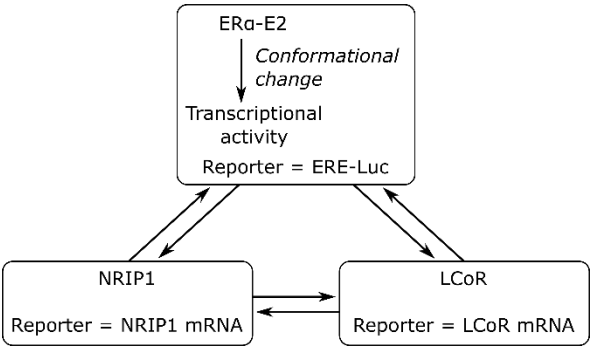 ERα-E2
Conformational
change
Transcriptional
activity
Reporter = ERE-Luc
NRIP1
Reporter = NRIP1 mRNA
LCoR
Reporter = LCoR mRNA